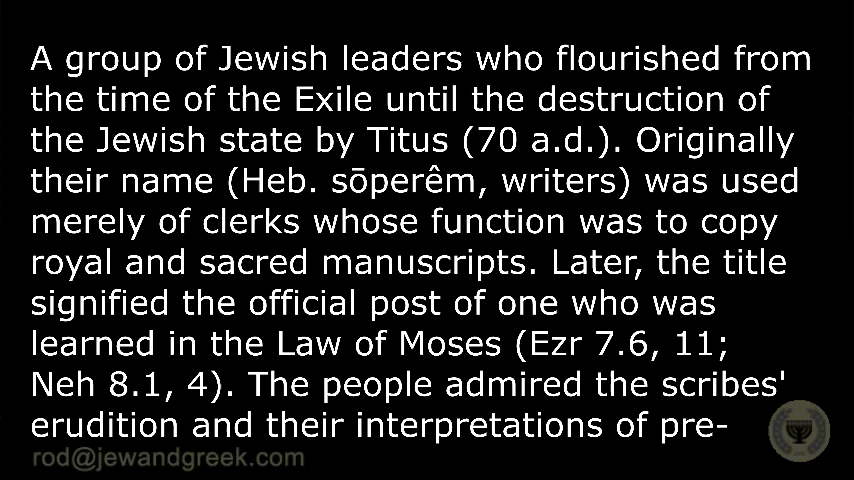 A group of Jewish leaders who flourished from
the time of the Exile until the destruction of
the Jewish state by Titus (70 a.d.). Originally
their name (Heb. sōperêm, writers) was used
merely of clerks whose function was to copy
royal and sacred manuscripts. Later, the title
signified the official post of one who was
learned in the Law of Moses (Ezr 7.6, 11;
Neh 8.1, 4). The people admired the scribes'
erudition and their interpretations of pre-
rod@jewandgreek.com